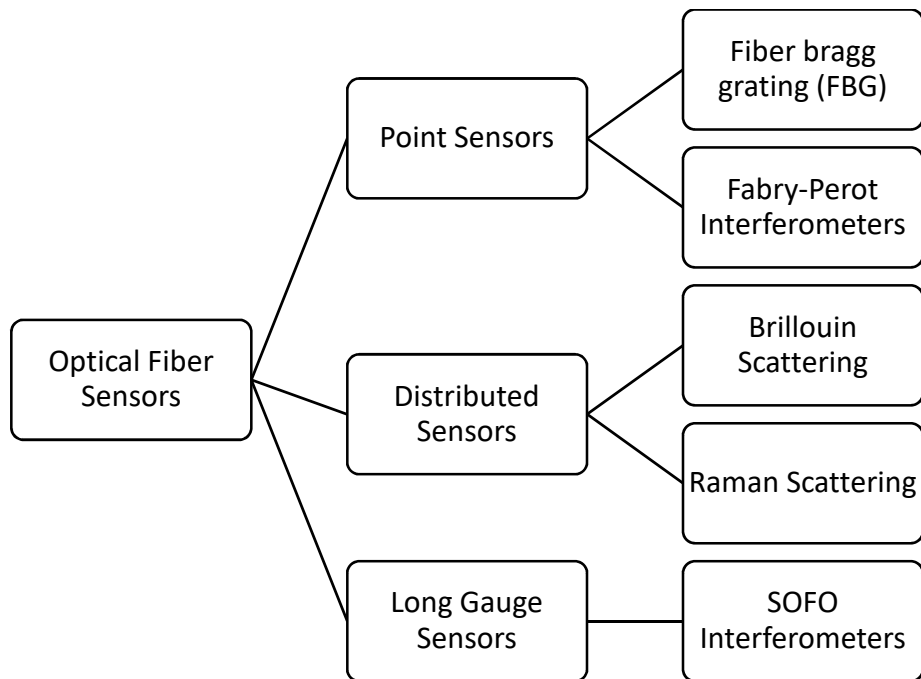 Fiber bragg
grating (FBG)
Point Sensors
Fabry-Perot
Interferometers
Optical Fiber
Sensors
Brillouin
Scattering
Distributed
Sensors
Raman Scattering
Long Gauge
Sensors
SOFO
Interferometers